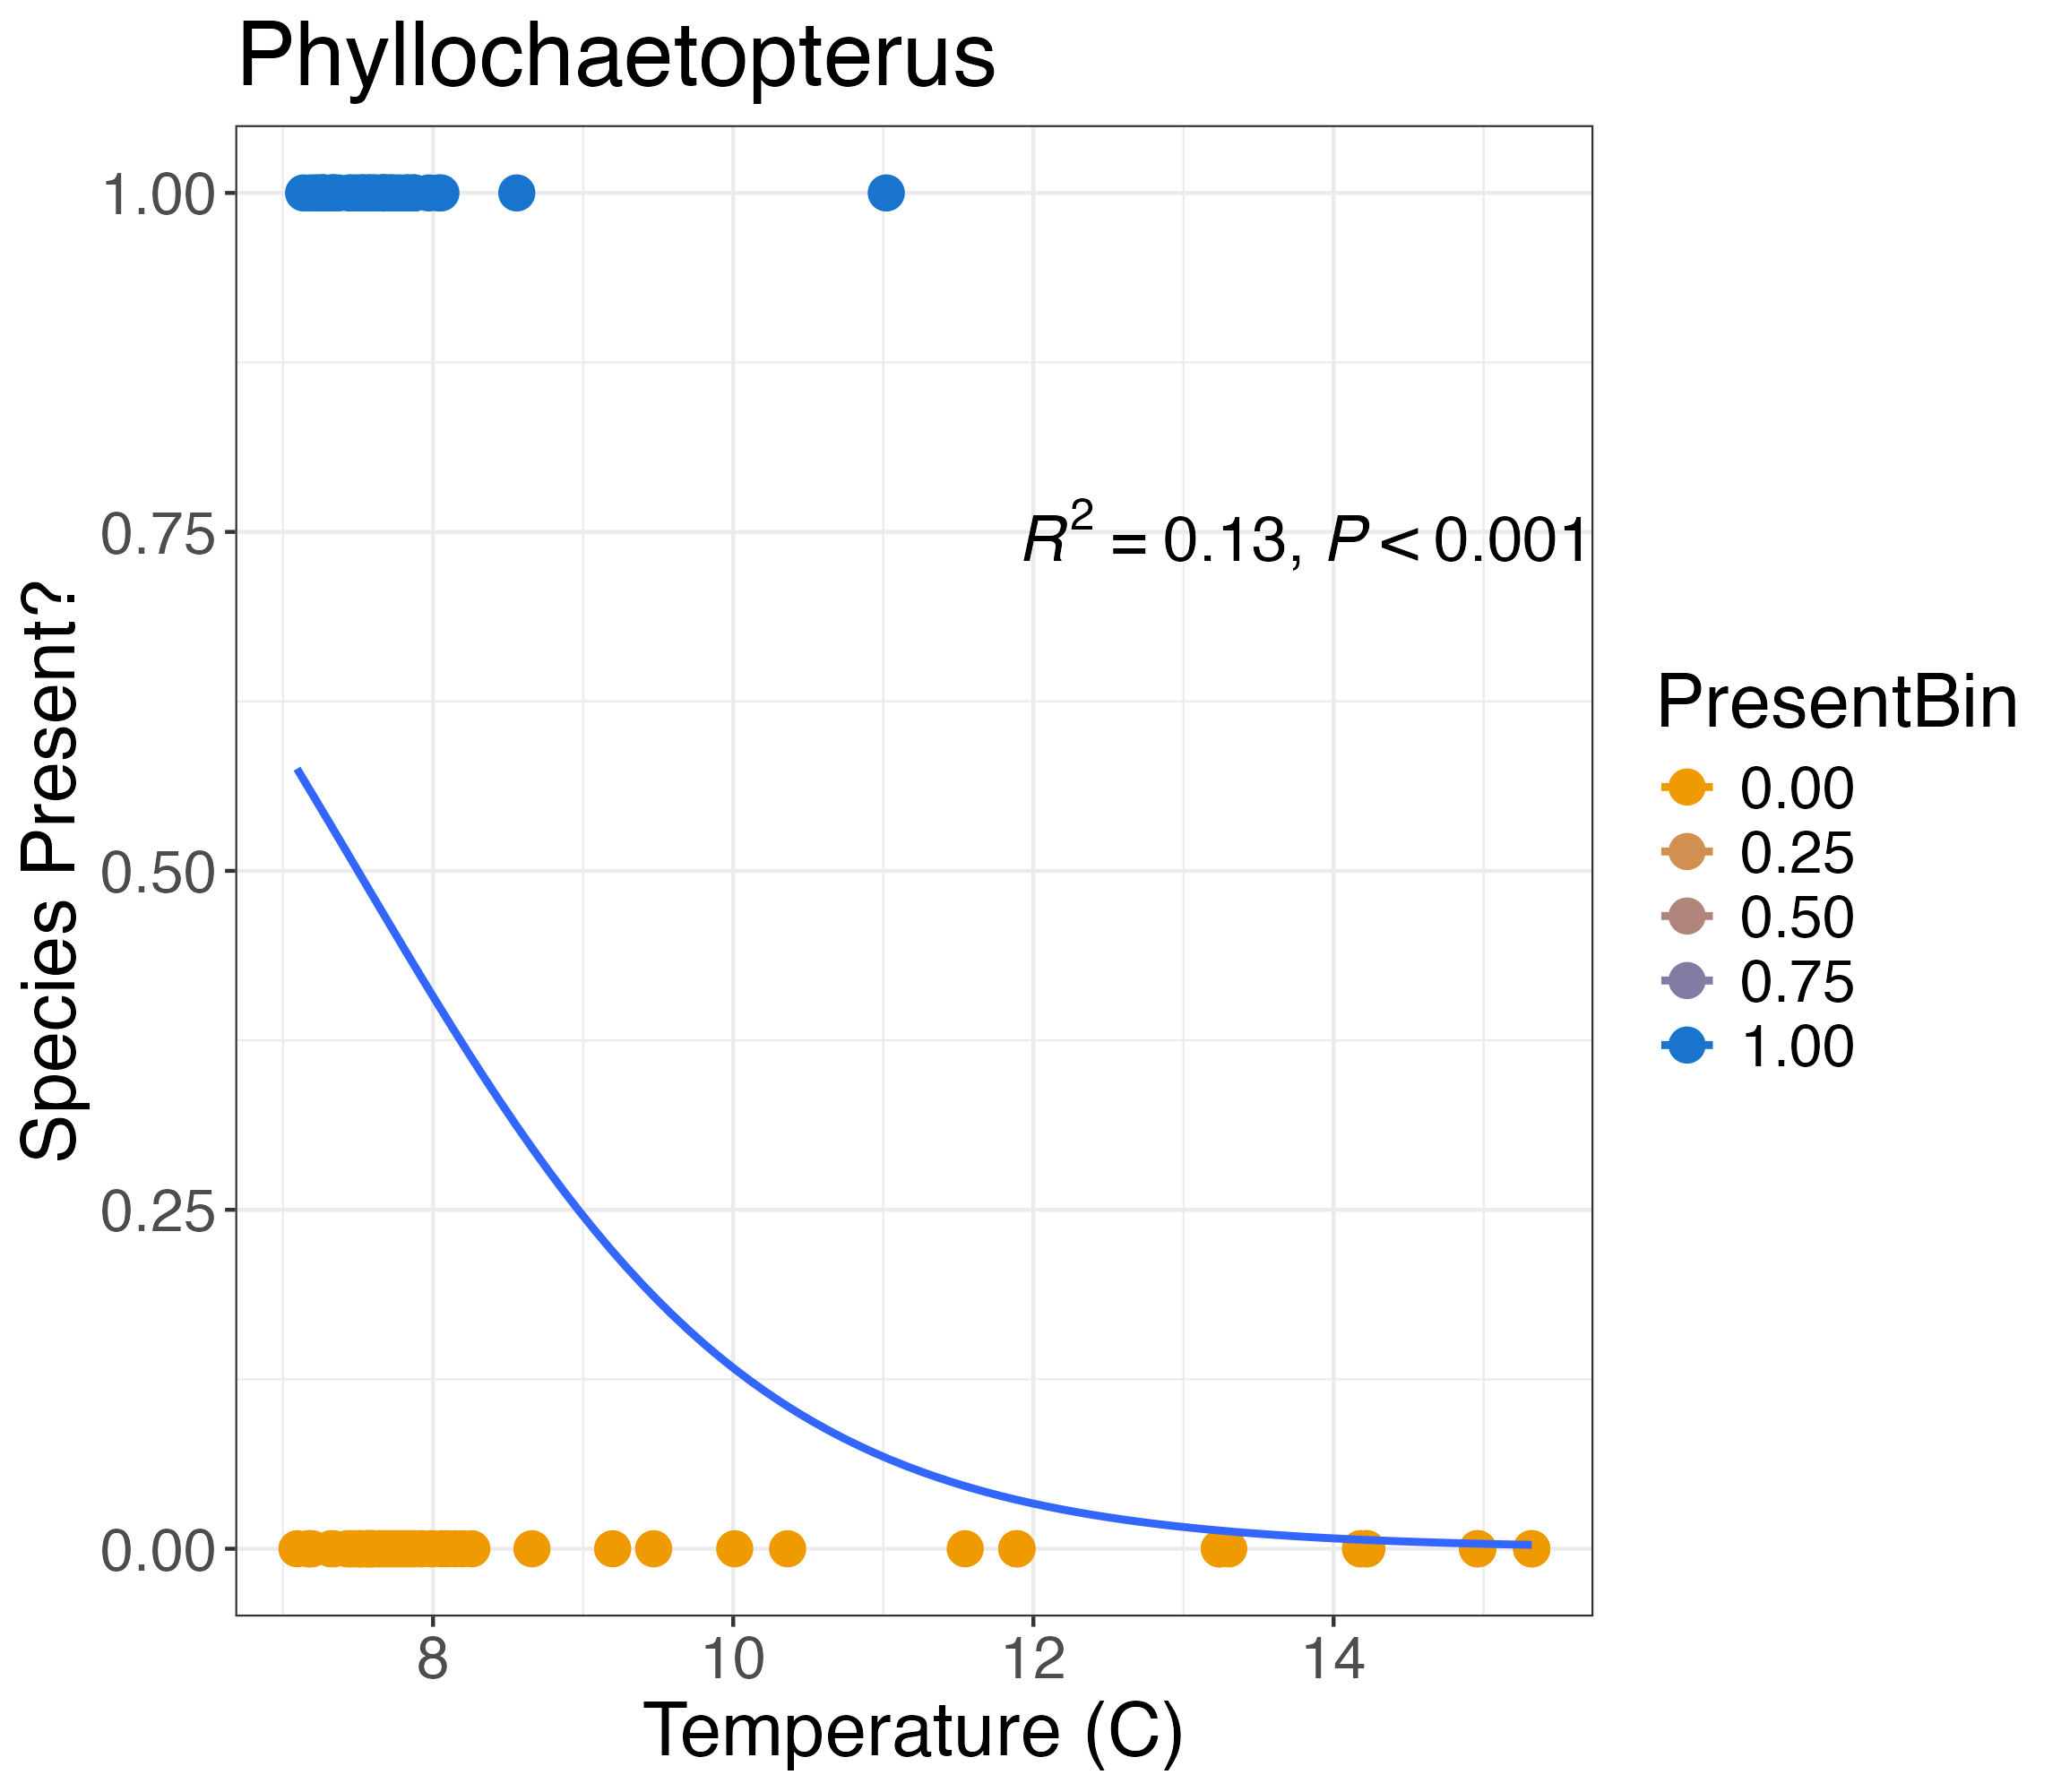 Phyllochaetopterus
1.00
0.75
0.50
0.25
0.00
Species Present?
R² = 0.13, P < 0.001
8 10 12 14
Temperature (C)
PresentBin
0.00
0.25
0.50
0.75
1.00